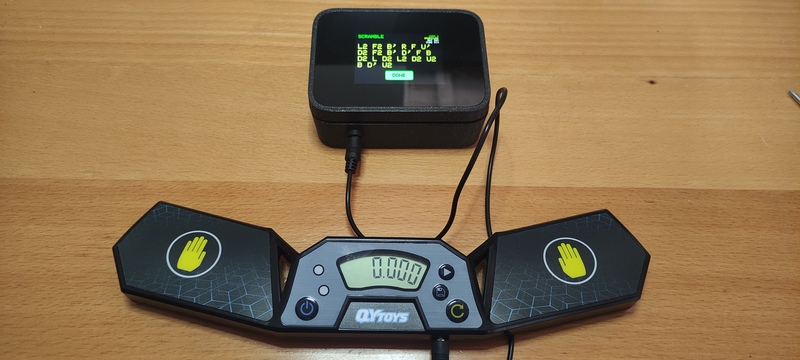 SCRAMBLE
L2 F2 B' R F U'
D2 F2 B' D' F B
D2 L D2 L2 D2 U2
B D' U2
DONE
0.000
QYTOYS